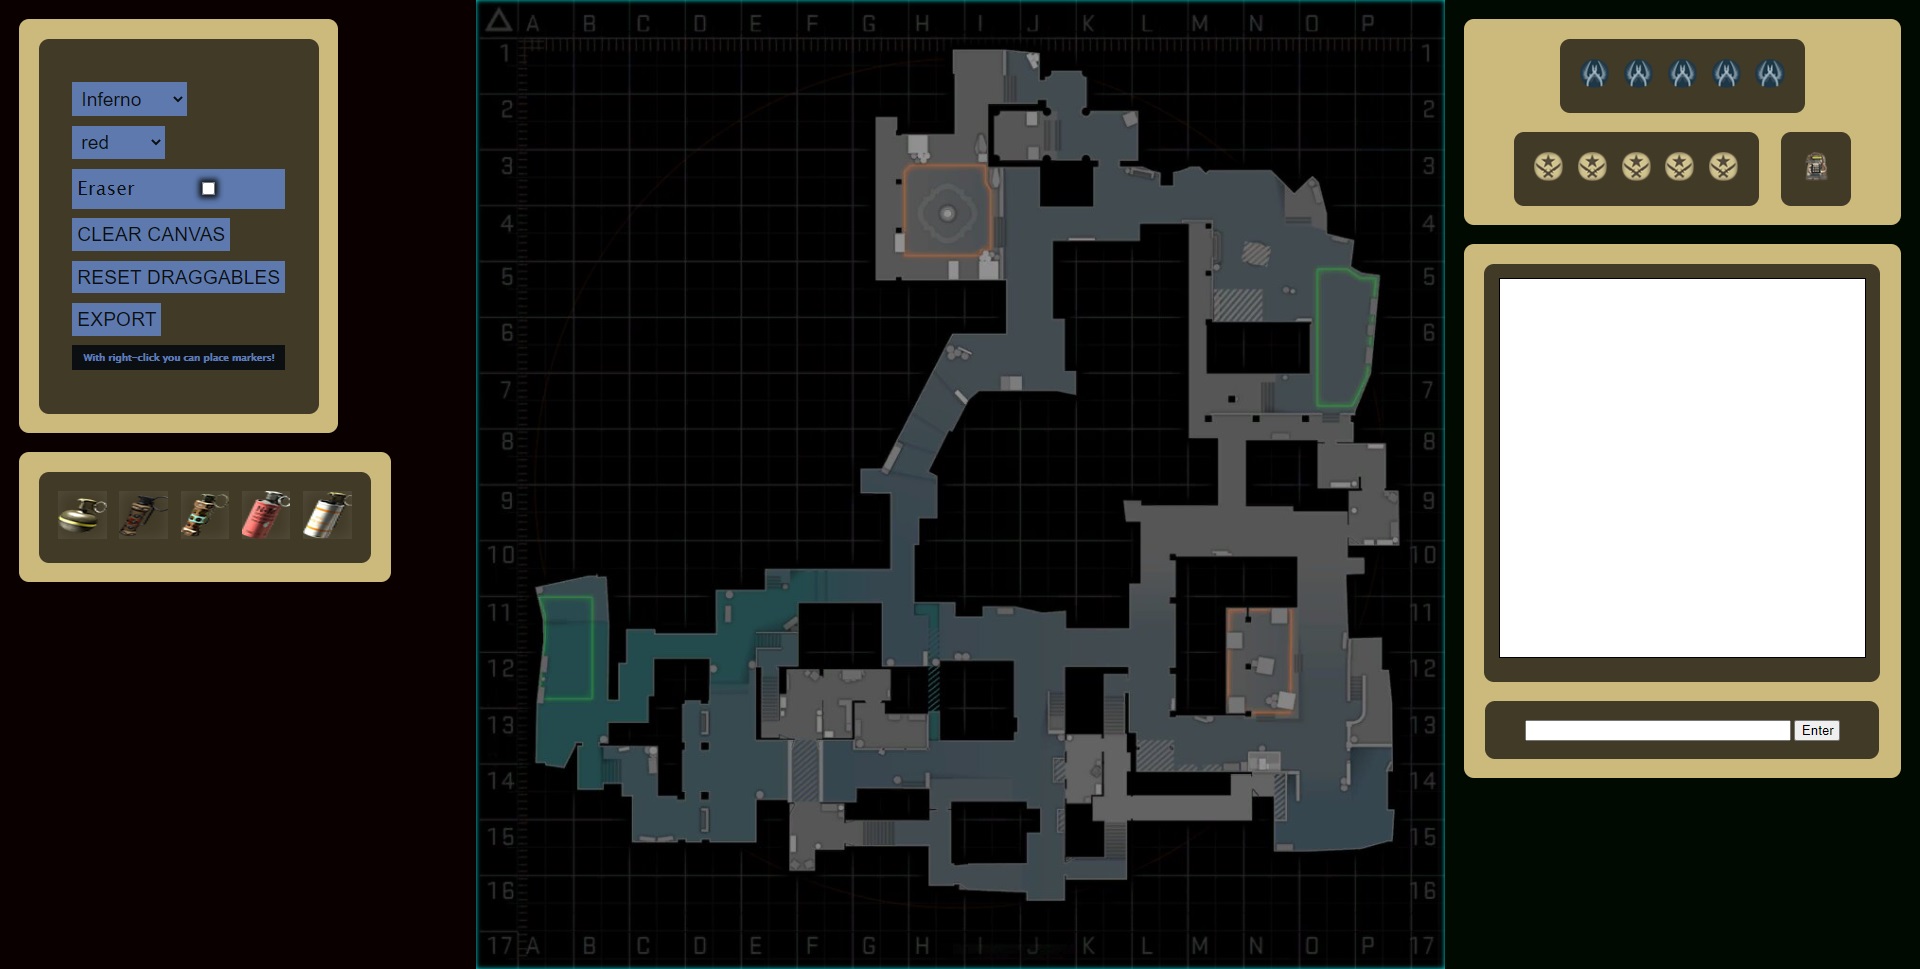 Inferno
red
Eraser
CLEAR CANVAS
RESET DRAGGABLES
EXPORT
With right-click you can place markers!
A B C D E F G H I J K L M N O P
1 1
2 2
3 3
4 4
5 5
6 6
7 7
8 8
9 9
10 10
11 11
12 12
13 13
14 14
15 15
16 16
17 A B C D E F G H I J K L M N O P 17
Enter